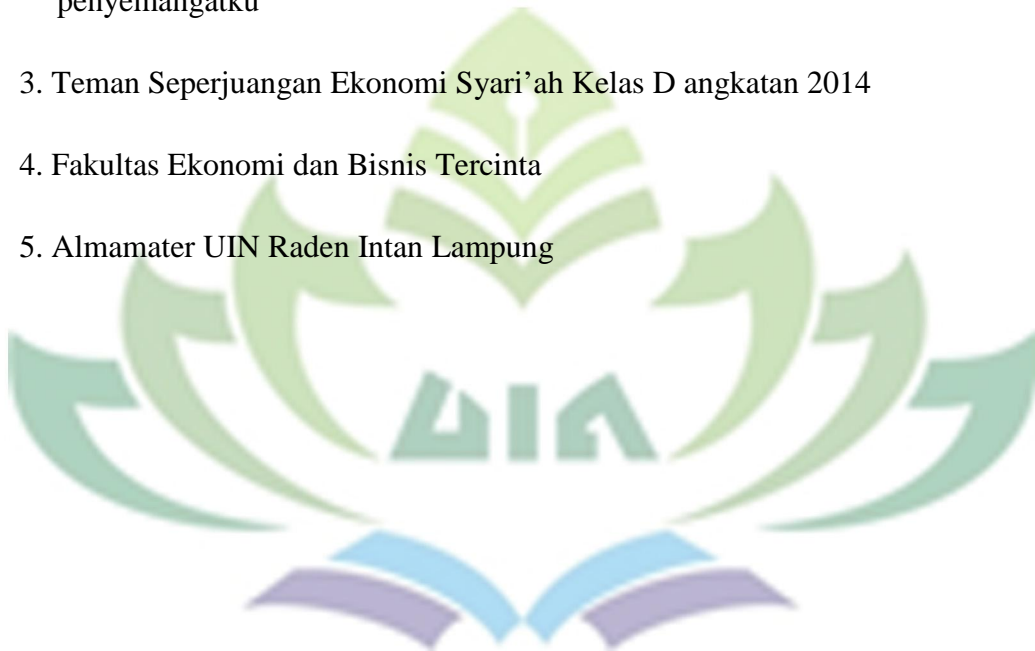 penyemangatku
3. Teman Seperjuangan Ekonomi Syari’ah Kelas D angkatan 2014
4. Fakultas Ekonomi dan Bisnis Tercinta
5. Almamater UIN Raden Intan Lampung
UIN